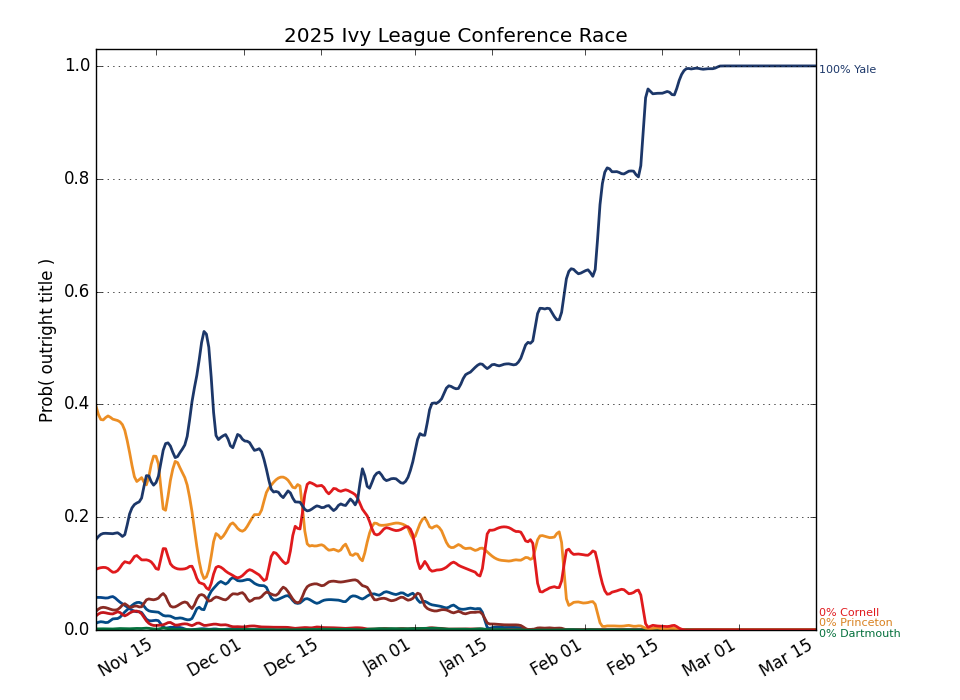 2025 Ivy League Conference Race
Prob( outright title )
1.0
0.8
0.6
0.4
0.2
0.0
Nov 15
Dec 01
Dec 15
Jan 01
Jan 15
Feb 01
Feb 15
Mar 01
Mar 15
100% Yale
0% Cornell
0% Princeton
0% Dartmouth